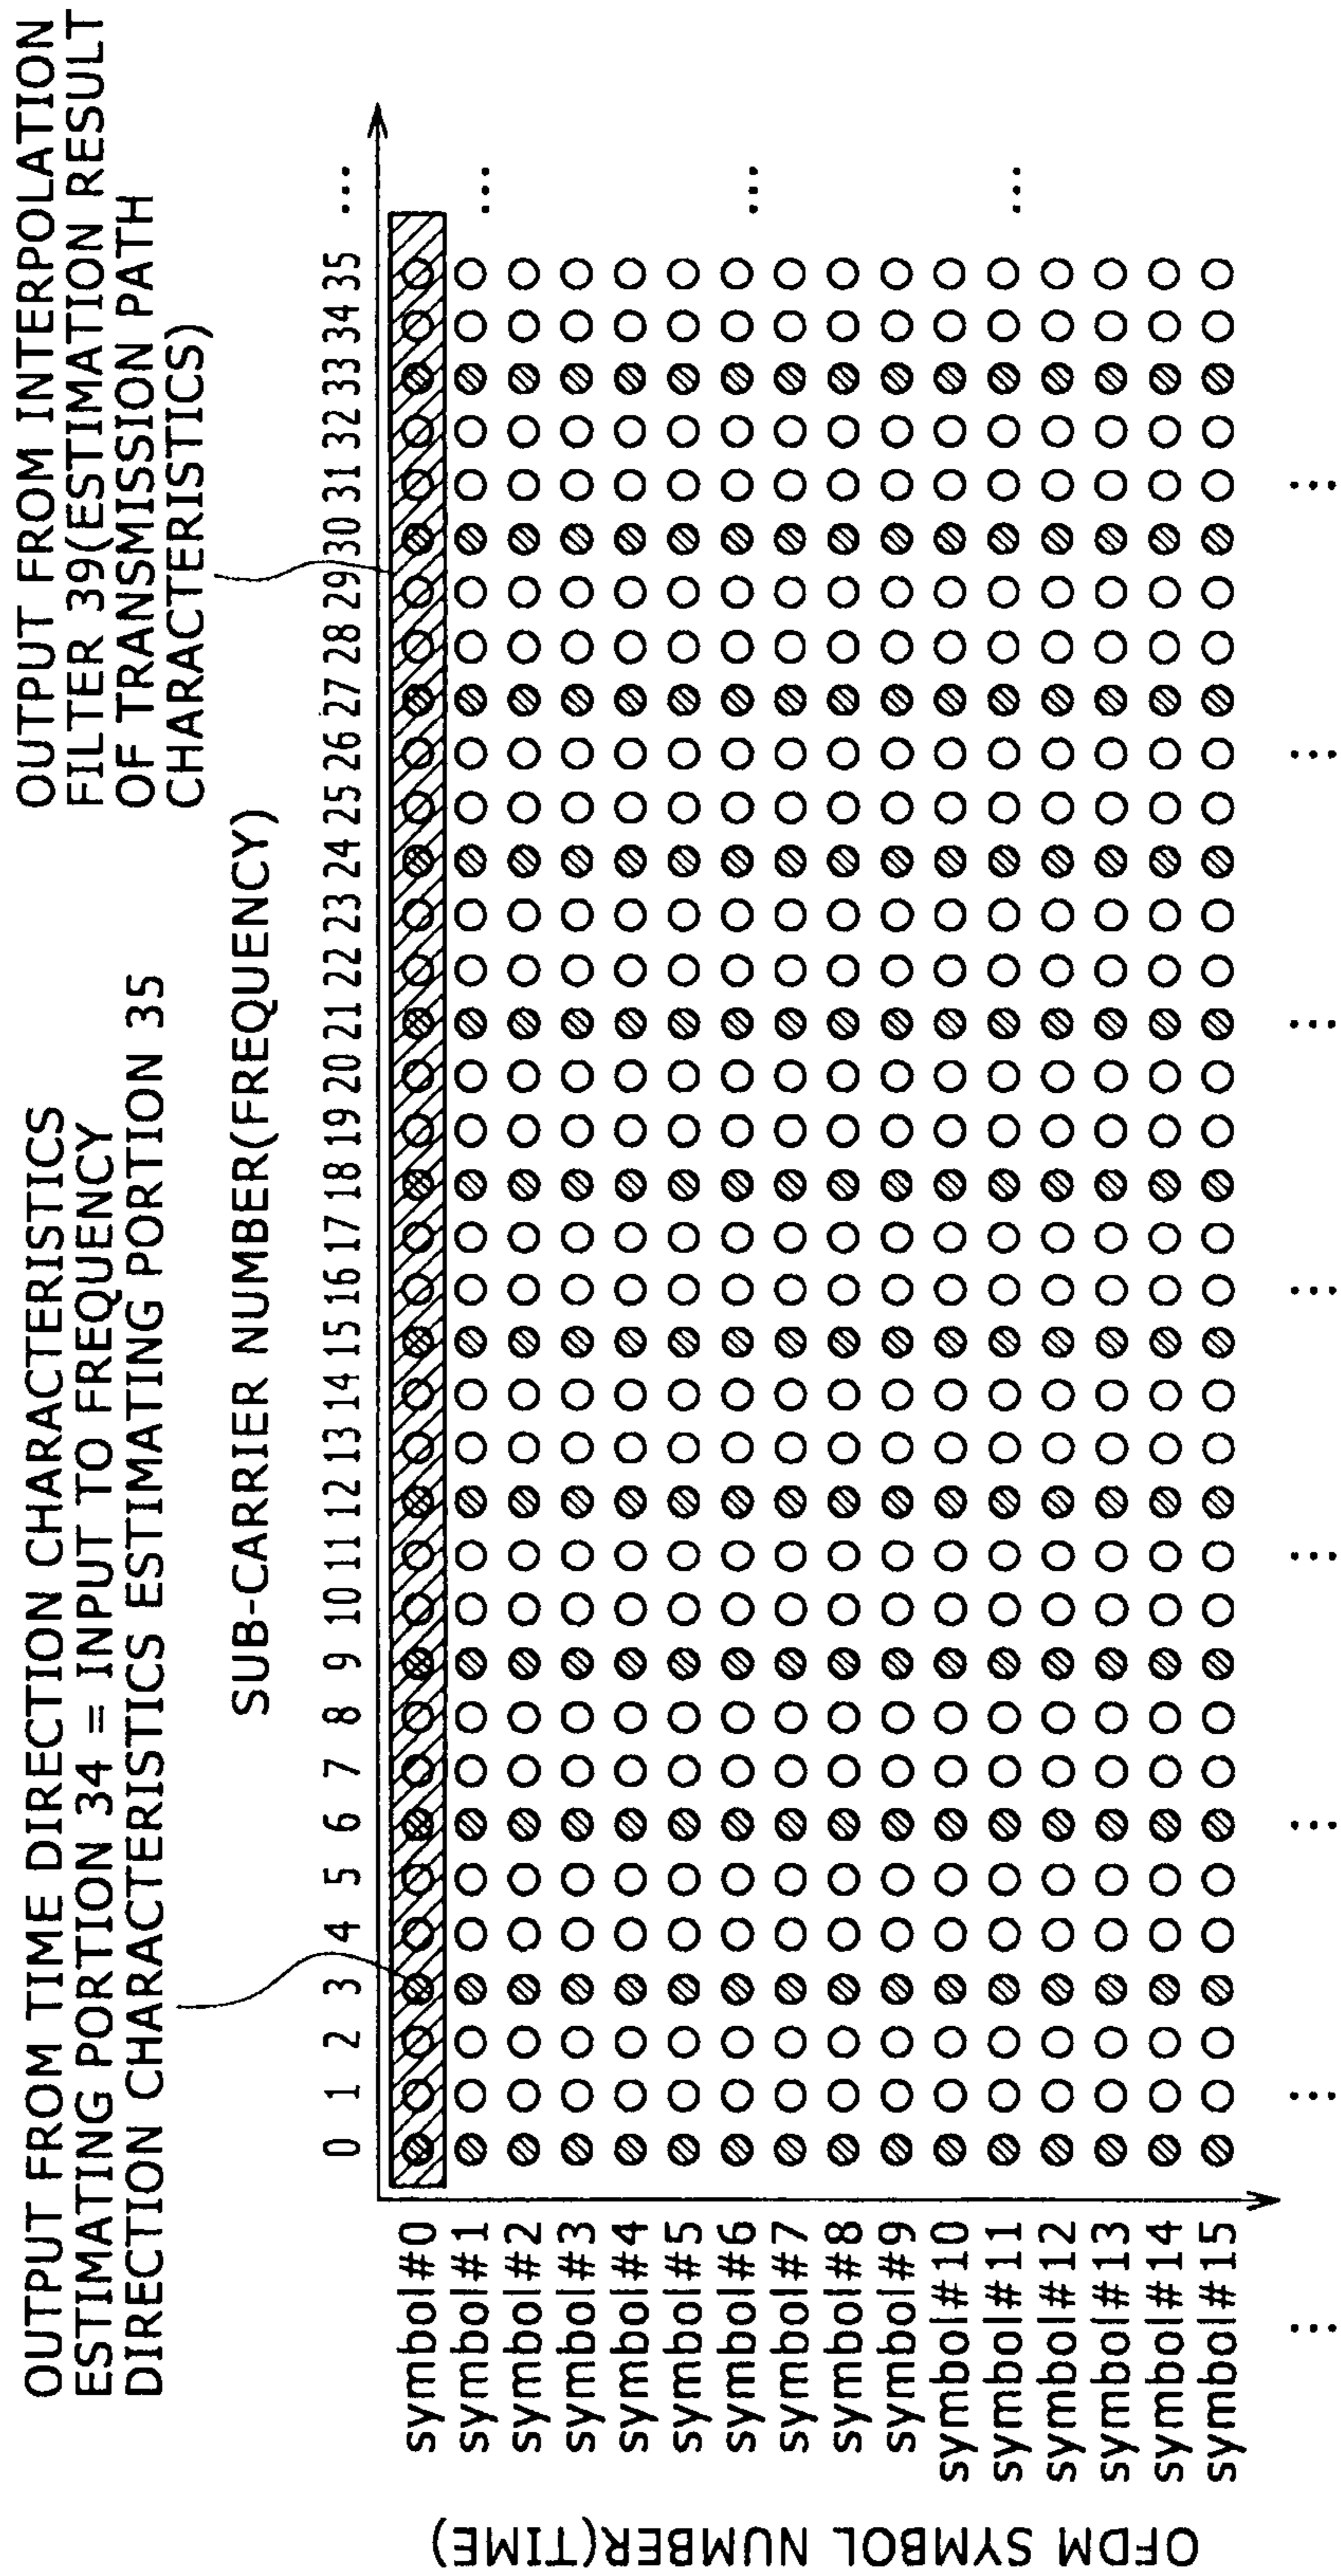 OUTPUT FROM TIME DIRECTION CHARACTERISTICS
ESTIMATING PORTION 34 = INPUT TO FREQUENCY
DIRECTION CHARACTERISTICS ESTIMATING PORTION 35
OUTPUT FROM INTERPOLATION
FILTER 39(ESTIMATION RESULT
OF TRANSMISSION PATH
CHARACTERISTICS)
SUB-CARRIER NUMBER(FREQUENCY)
0 1 2 3 4 5 6 7 8 9 10 11 12 13 14 15 16 17 18 19 20 21 22 23 24 25 26 27 28 29 30 31 32 33 34 35 ...
OFDM SYMBOL NUMBER(TIME)
symbol#0
symbol#1 ...
symbol#2
symbol#3
symbol#4
symbol#5
symbol#6 ...
symbol#7
symbol#8
symbol#9
symbol#10
symbol#11 ...
symbol#12
symbol#13
symbol#14
symbol#15
... ... ... ... ... ... ... ... ...